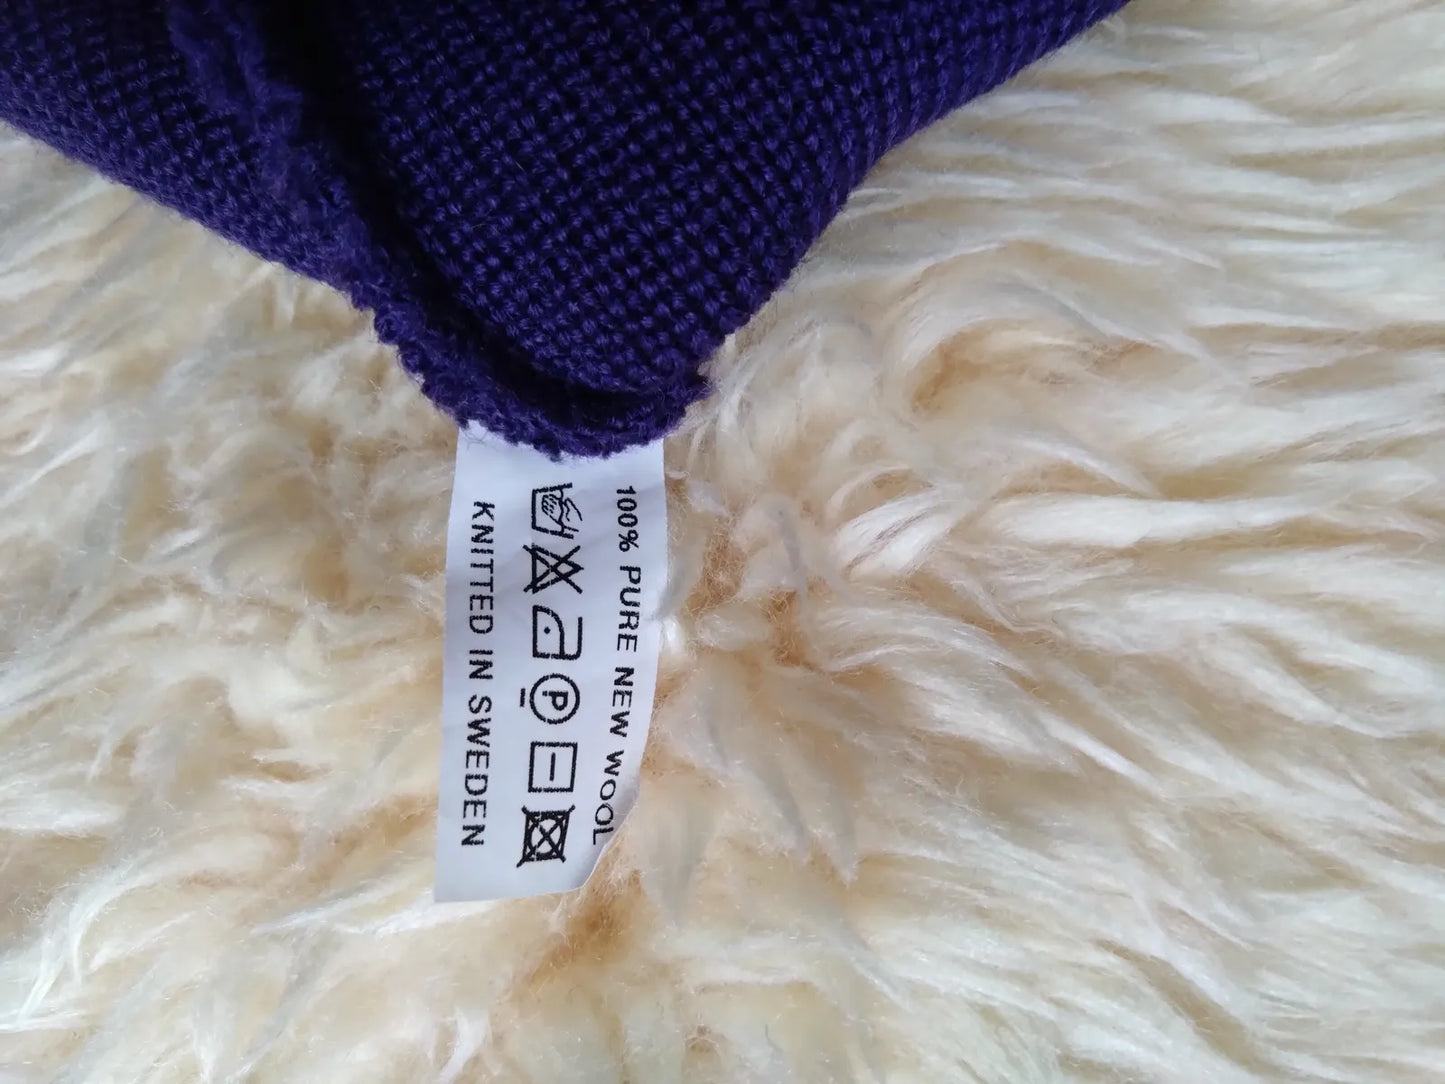 100% PURE NEW WOOL
P
KNITTED IN SWEDEN